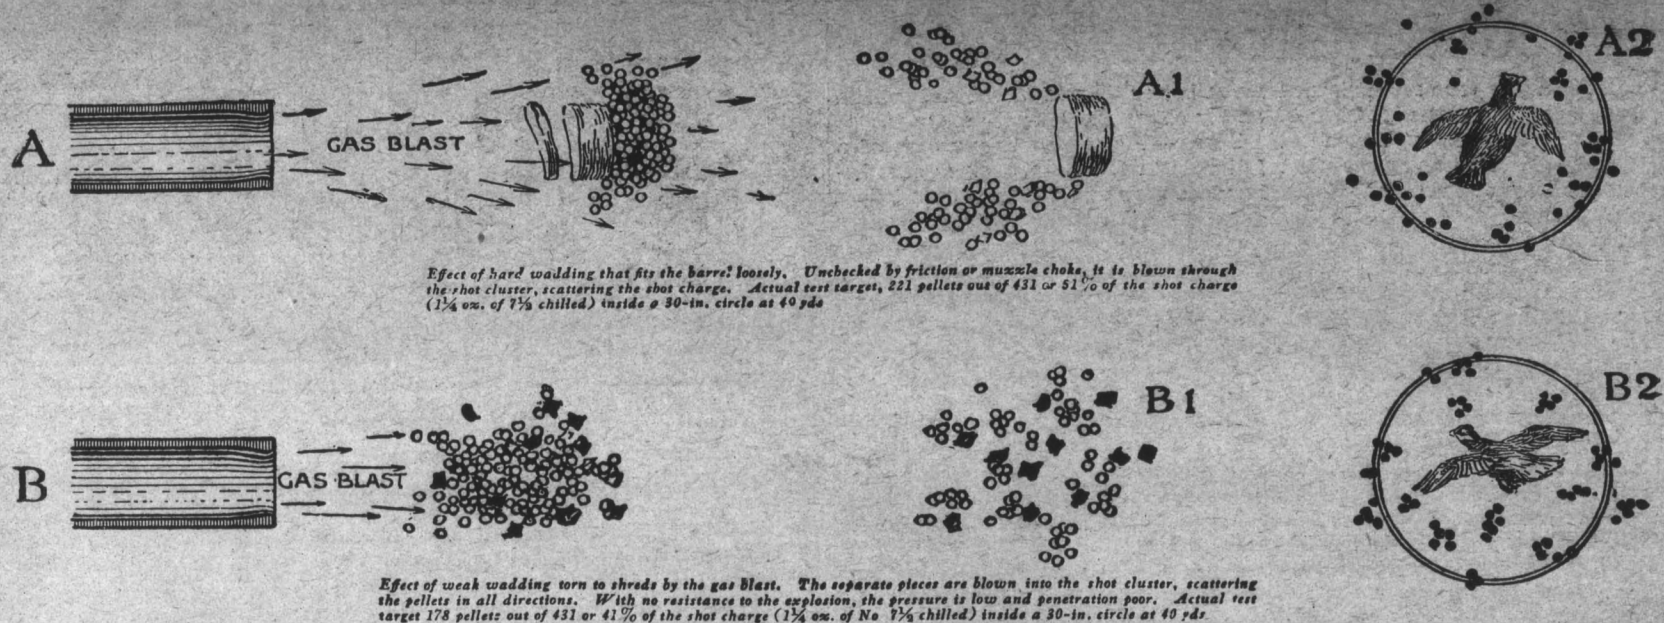 A2
A1
A
GAS BLAST
Effect of hard wadding that fits the barrel loosely. Unchecked by friction or muzzle choke, it is blown through
the shot cluster, scattering the shot charge. Actual test target, 221 pellets out of 431 or 51% of the shot charge
(1¼ oz. of 7½ chilled) inside a 30-in. circle at 40 yds
B2
B1
B
GAS BLAST
Effect of weak wadding torn to shreds by the gas blast. The separate pieces are blown into the shot cluster, scattering
the pellets in all directions. With no resistance to the explosion, the pressure is low and penetration poor. Actual test
target 178 pellets out of 431 or 41% of the shot charge (1¼ oz. of No 7½ chilled) inside a 30-in. circle at 40 yds